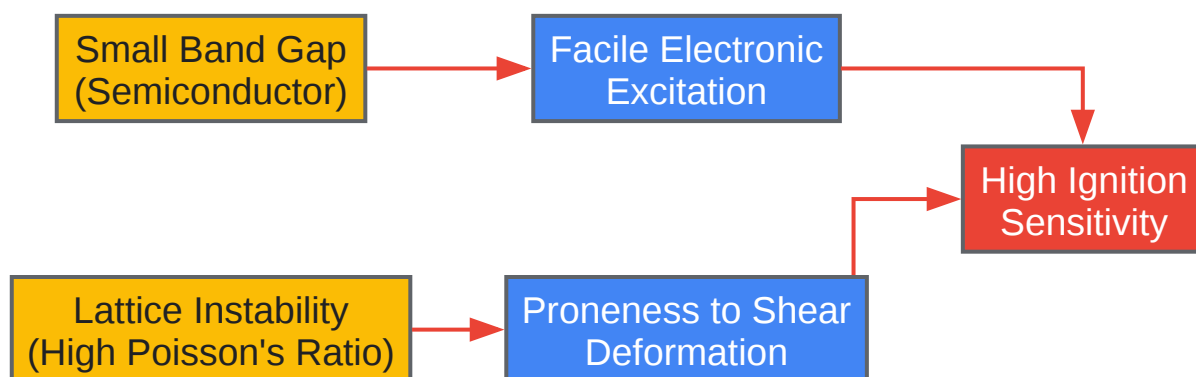 Small Band Gap
(Semiconductor)
Facile Electronic
Excitation
High Ignition
Sensitivity
Lattice Instability
(High Poisson's Ratio)
Proneness to Shear
Deformation